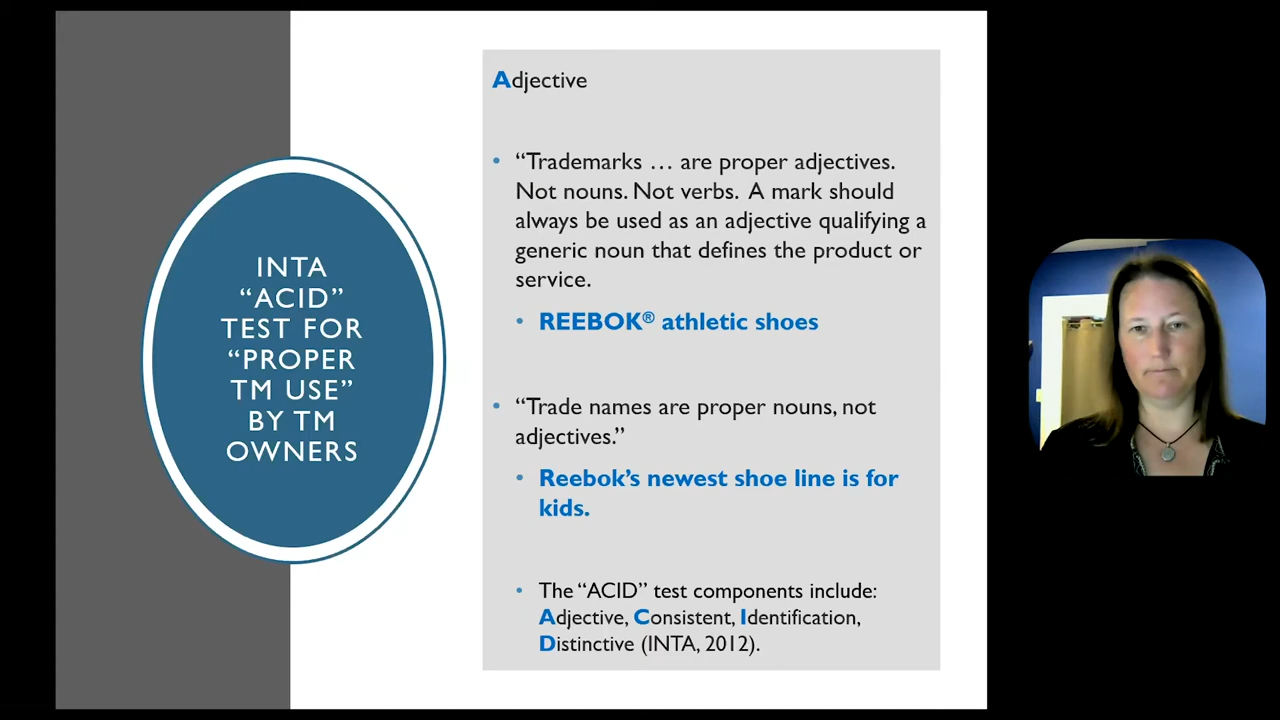 INTA
“ACID”
TEST FOR
“PROPER
TM USE”
BY TM
OWNERS
Adjective
• “Trademarks … are proper adjectives.
Not nouns. Not verbs. A mark should
always be used as an adjective qualifying a
generic noun that defines the product or
service.
• REEBOK® athletic shoes
• “Trade names are proper nouns, not
adjectives.”
• Reebok’s newest shoe line is for
kids.
• The “ACID” test components include:
Adjective, Consistent, Identification,
Distinctive (INTA, 2012).